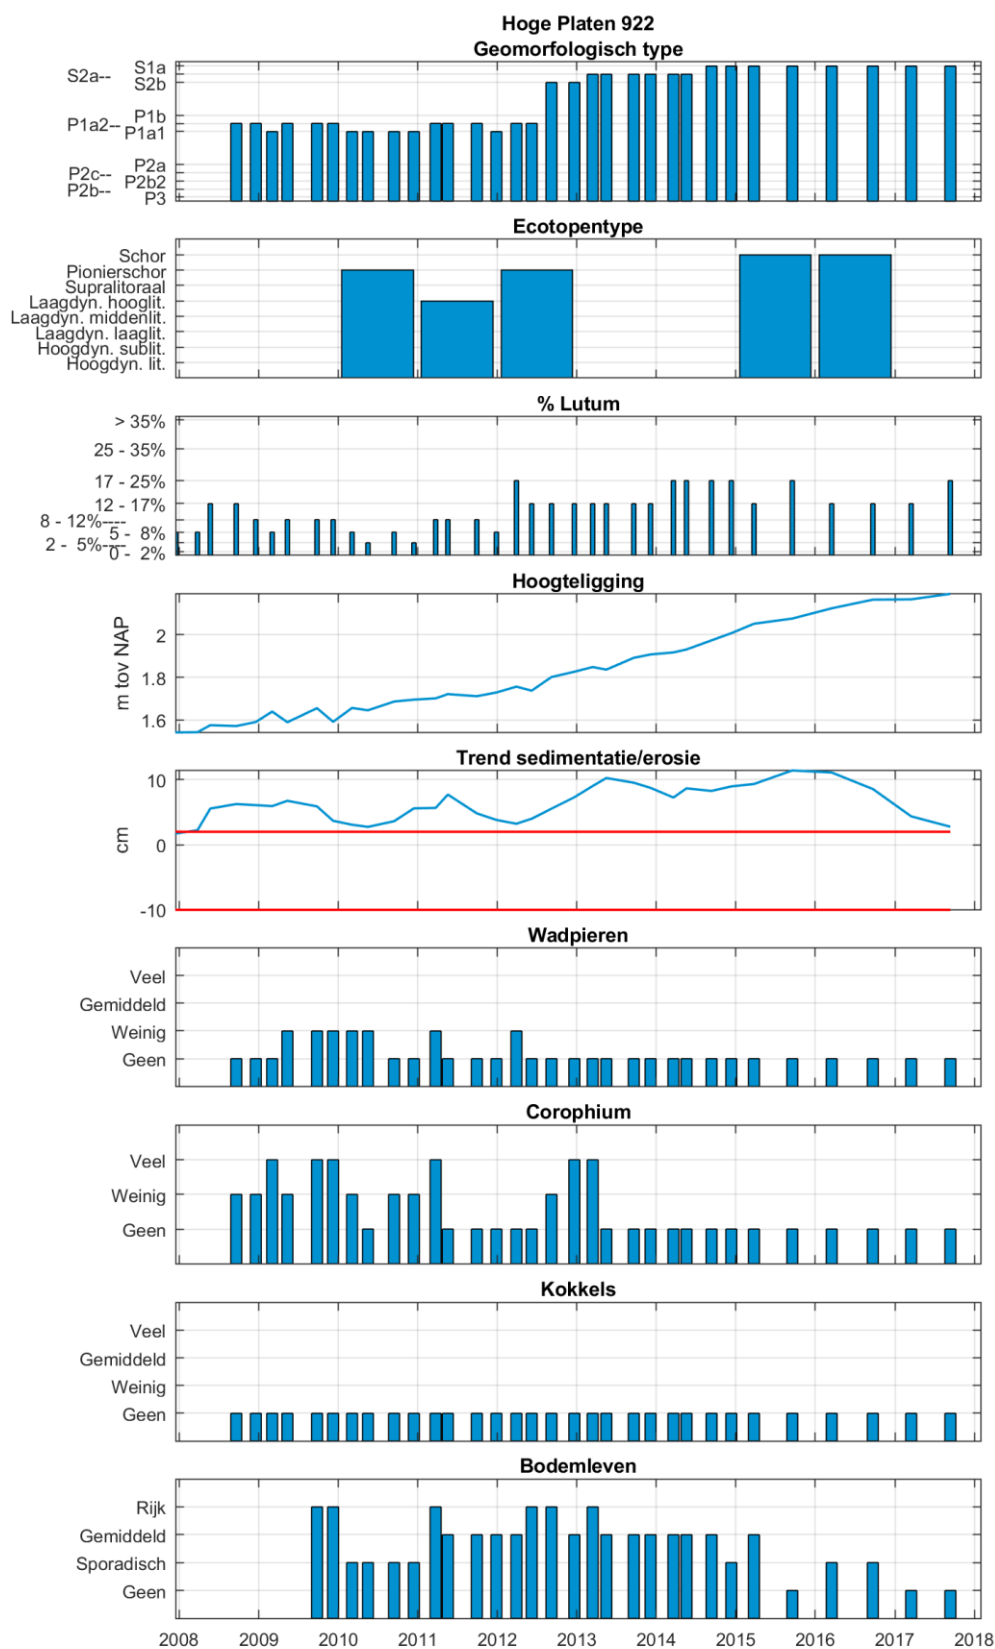 Hoge Platen 922
Geomorfologisch type
S1a
S2a--
S2b
P1b
P1a2--
P1a1
P2a
P2c--
P2b2
P2b--
P3
Ecotopentype
Schor
Pionierschor
Supralitoraal
Laagdyn. hooglit.
Laagdyn. middenlit.
Laagdyn. laaglit.
Hoogdyn. sublit.
Hoogdyn. lit.
% Lutum
> 35%
25 - 35%
17 - 25%
12 - 17%
8 - 12%----
5 - 8%
2 - 5%----
0 - 2%
Hoogteligging
m tov NAP
2
1.8
1.6
Trend sedimentatie/erosie
cm
10
0
-10
Wadpieren
Veel
Gemiddeld
Weinig
Geen
Corophium
Veel
Weinig
Geen
Kokkels
Veel
Gemiddeld
Weinig
Geen
Bodemleven
Rijk
Gemiddeld
Sporadisch
Geen
2008 2009 2010 2011 2012 2013 2014 2015 2016 2017 2018